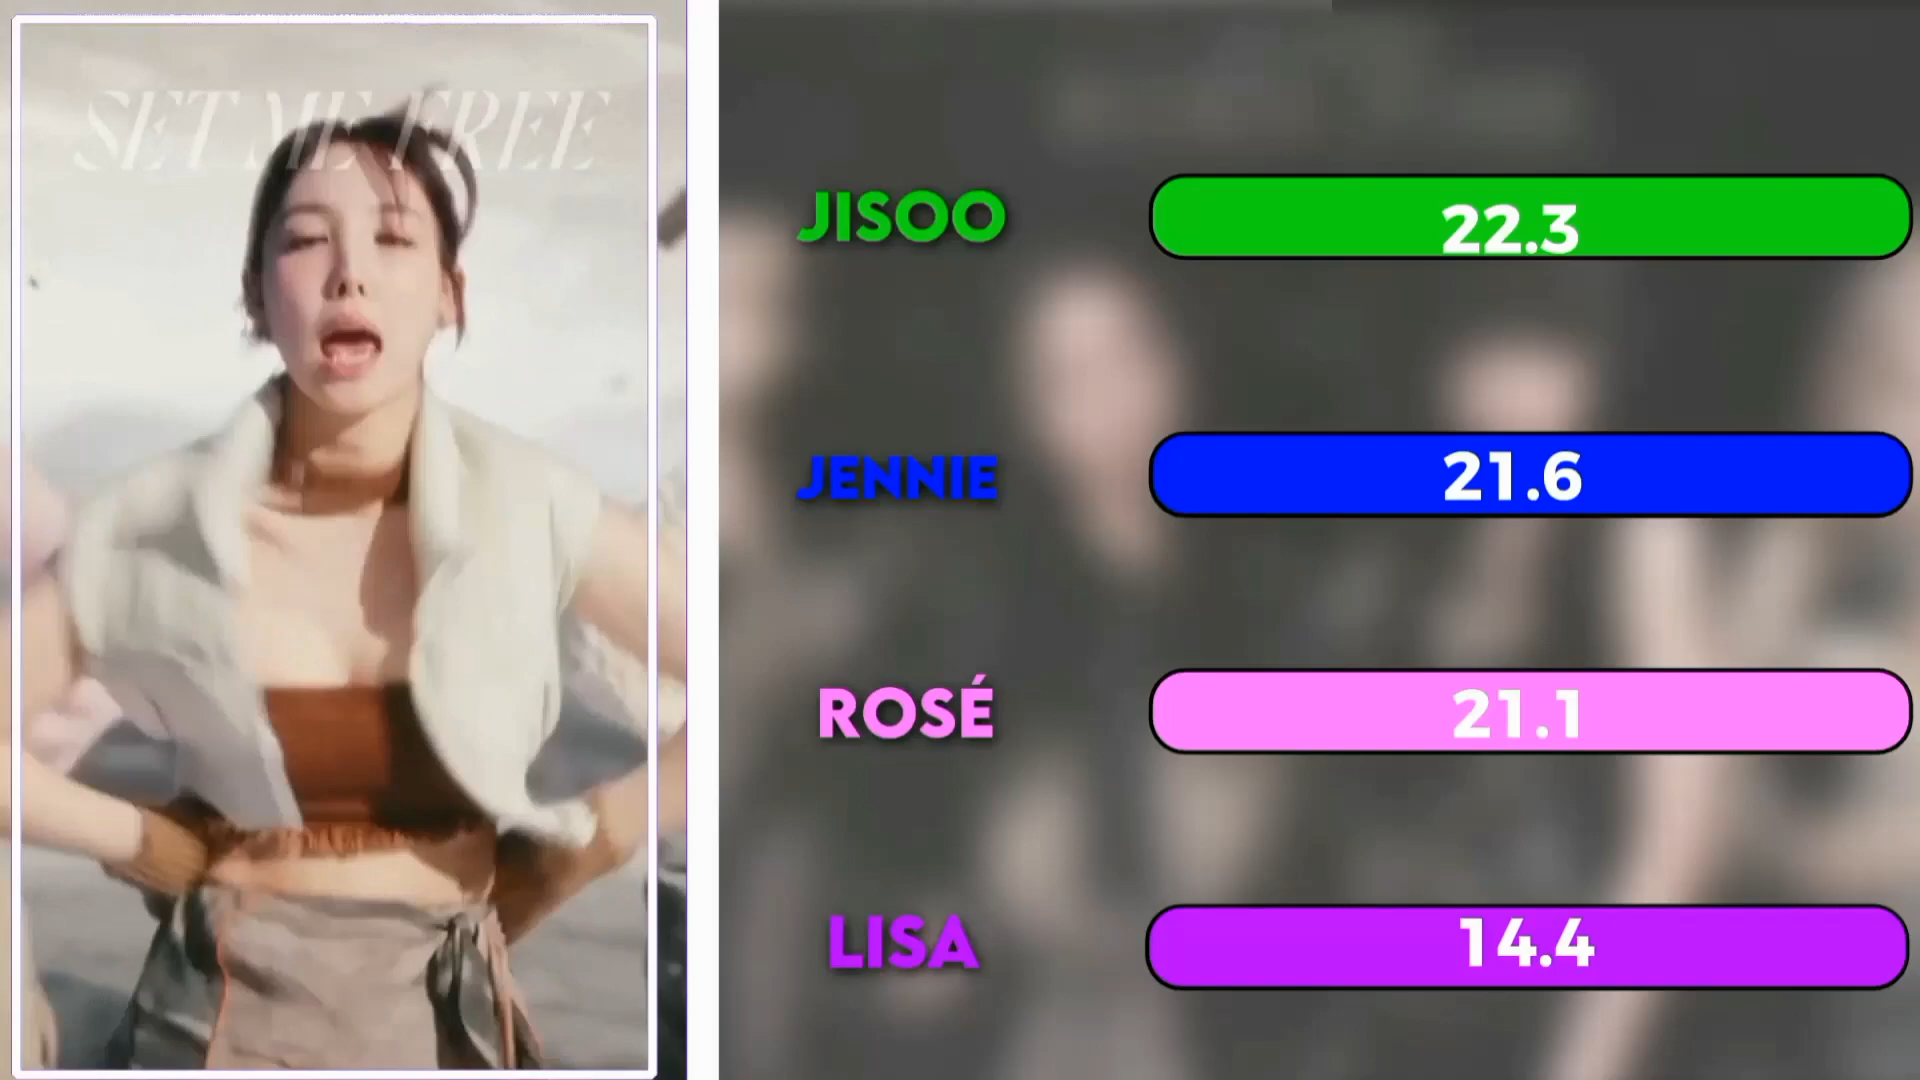 SET ME FREE
JISOO
22.3
JENNIE
21.6
ROSÉ
21.1
LISA
14.4